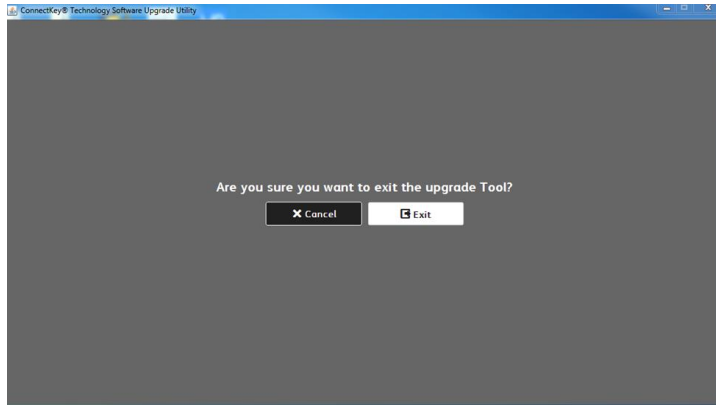 ConnectKey® Technology Software Upgrade Utility
Are you sure you want to exit the upgrade Tool?
Cancel
Exit